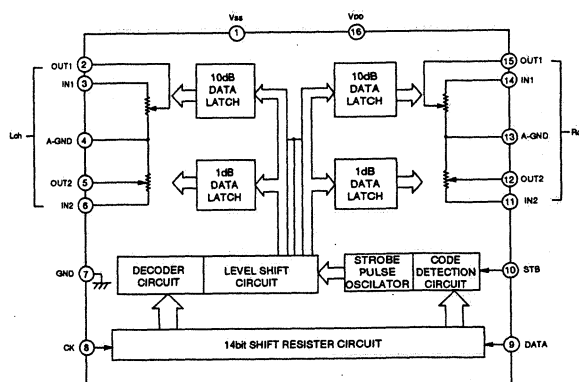 Vss
VDD
1
16
OUT1
2
IN1
3
Lch
A-GND
4
OUT2
5
IN2
6
10dB
DATA
LATCH
10dB
DATA
LATCH
1dB
DATA
LATCH
1dB
DATA
LATCH
15
OUT1
14
IN1
13
A-GND
12
OUT2
11
IN2
GND
7
DECODER
CIRCUIT
LEVEL SHIFT
CIRCUIT
STROBE
PULSE
OSCILATOR
CODE
DETECTION
CIRCUIT
10
STB
CK
8
14bit SHIFT RESISTER CIRCUIT
9
DATA